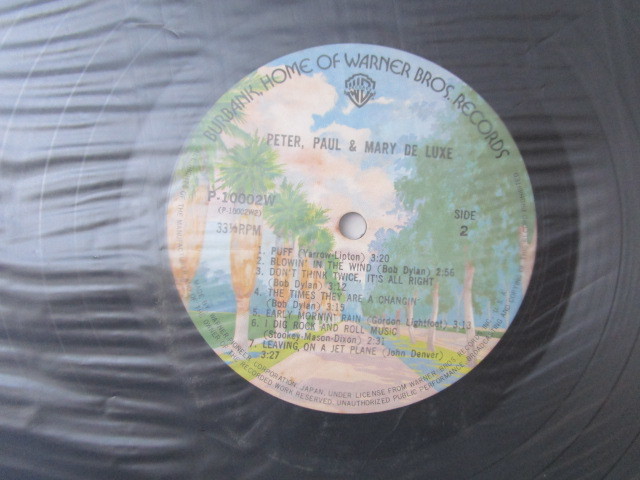 BURBANK, HOME OF WARNER BROS. RECORDS
PETER, PAUL & MARY DE LUXE
P-10002W
(P-10002W2)
33⅓RPM
SIDE
2
1. PUFF (Yarrow-Lipton) 3:20
2. BLOWIN' IN THE WIND (Bob Dylan) 2:56
3. DON'T THINK TWICE, IT'S ALL RIGHT
(Bob Dylan) 3:12
4. THE TIMES THEY ARE A CHANGIN'
(Bob Dylan) 3:15
5. EARLY MORNIN' RAIN (Gordon Lightfoot) 3:13
6. I DIG ROCK AND ROLL MUSIC
(Stookey-Mason-Dixon) 2:31
7. LEAVING, ON A JET PLANE (John Denver)
3:27
CORPORATION, JAPAN, UNDER LICENSE FROM WARNER BROS.
RECORDED WORK RESERVED. UNAUTHORIZED PUBLIC PERFORMANCE,